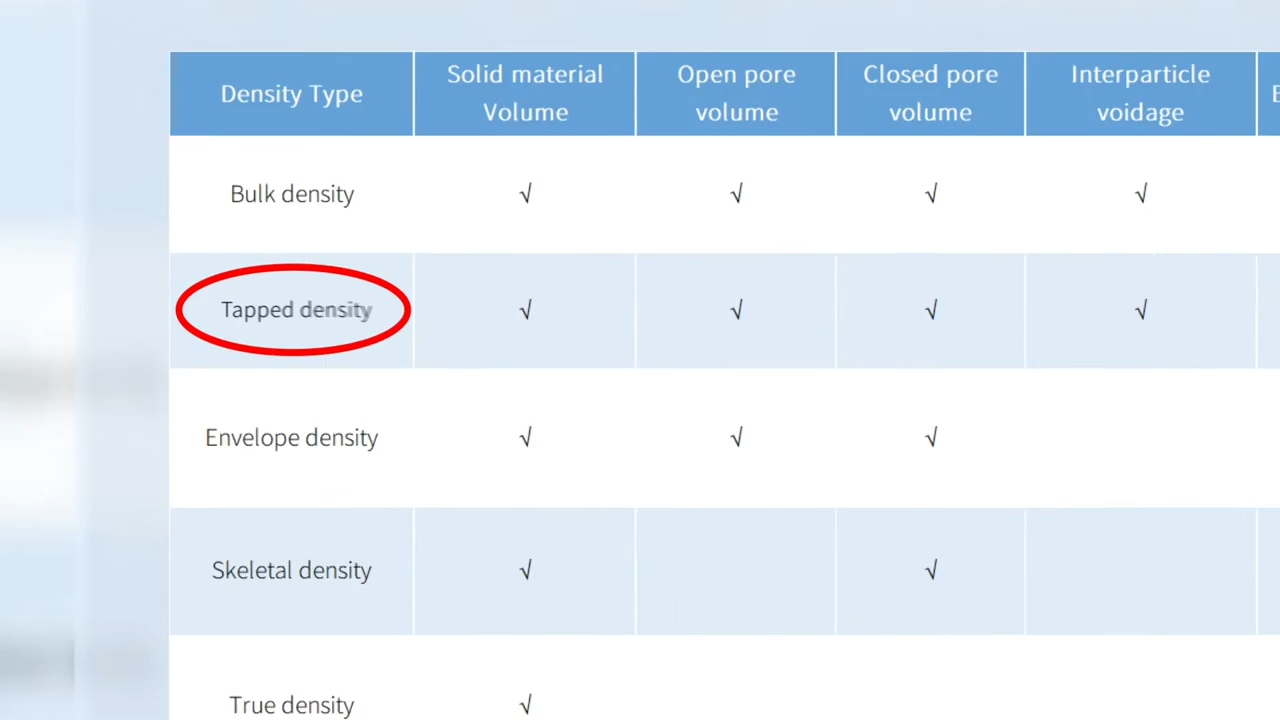 Density Type
Solid material
Volume
Open pore
volume
Closed pore
volume
Interparticle
voidage
Bulk density √ √ √ √
Tapped density √ √ √ √
Envelope density √ √ √
Skeletal density √ √
True density √